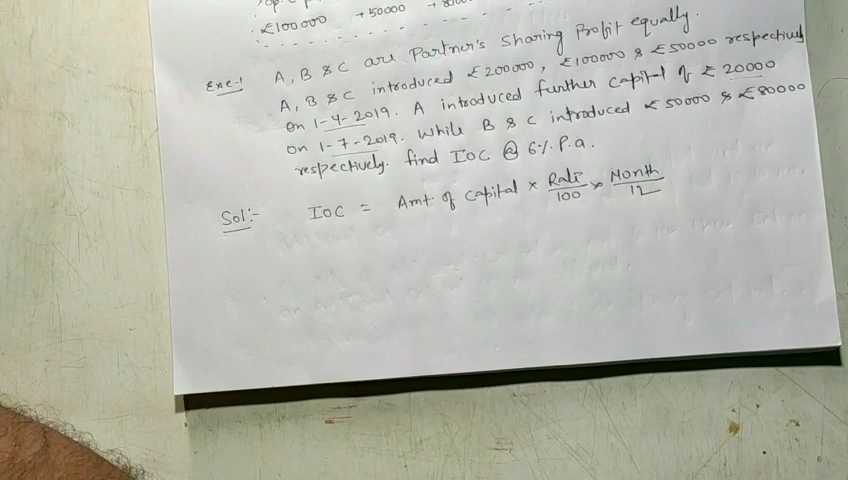 ₹100000 +50000
Exe-1 A, B & C are Partner's Sharing Profit equally.
A, B & C introduced ₹200000, ₹100000 & ₹50000 respectively
on 1-4-2019. A introduced further capital of ₹20000
on 1-7-2019. While B & C introduced ₹50000 & ₹80000
respectively. find IOC @ 6% P.a.
Sol:- IOC = Amt. of capital × Rate/100 × Month/12